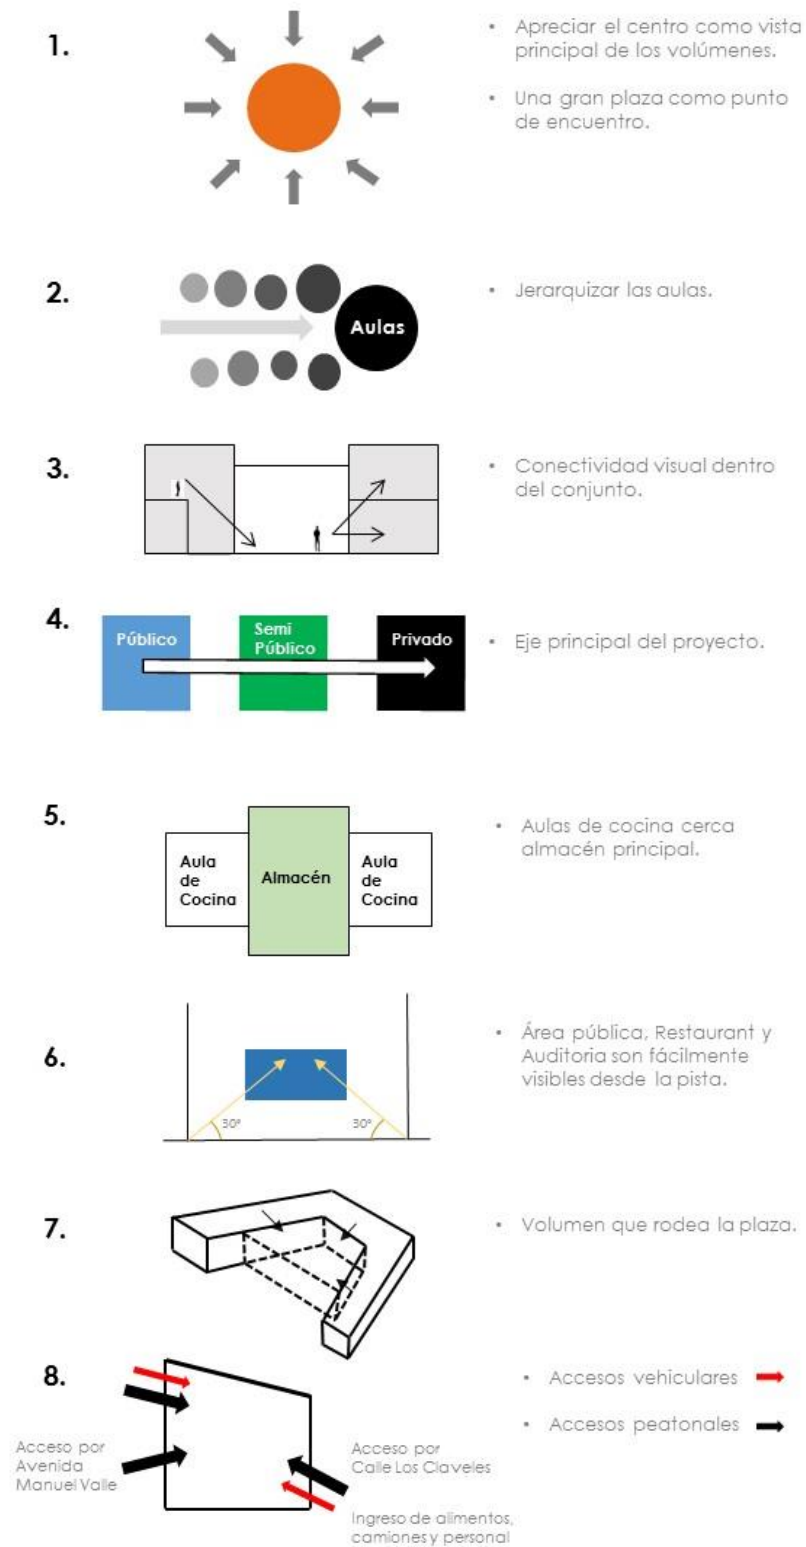 1.
• Apreciar el centro como vista
principal de los volúmenes.
• Una gran plaza como punto
de encuentro.
2.
Aulas
• Jerarquizar las aulas.
3.
• Conectividad visual dentro
del conjunto.
4.
Público
Semi
Público
Privado
• Eje principal del proyecto.
5.
Aula
de
Cocina
Almacén
Aula
de
Cocina
• Aulas de cocina cerca
almacén principal.
6.
30°
30°
• Área pública, Restaurant y
Auditoria son fácilmente
visibles desde la pista.
7.
• Volumen que rodea la plaza.
8.
• Accesos vehiculares
• Accesos peatonales
Acceso por
Avenida
Manuel Valle
Acceso por
Calle Los Claveles
Ingreso de alimentos,
camiones y personal